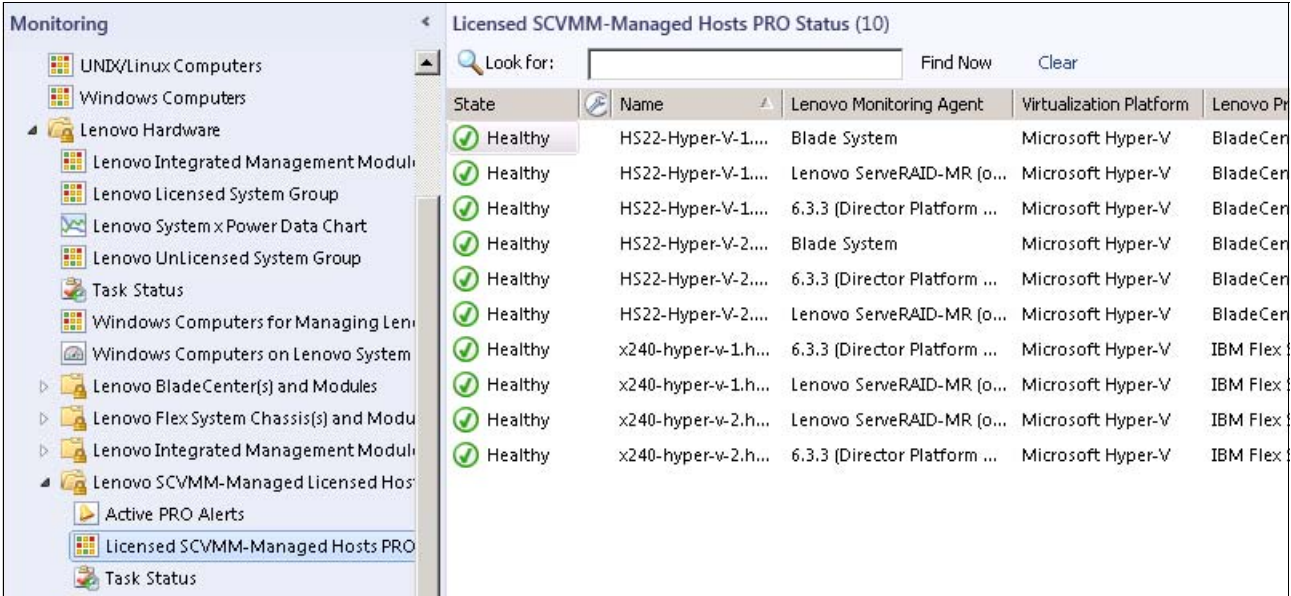 Monitoring
UNIX/Linux Computers
Windows Computers
Lenovo Hardware
Lenovo Integrated Management Modul
Lenovo Licensed System Group
Lenovo System x Power Data Chart
Lenovo UnLicensed System Group
Task Status
Windows Computers for Managing Len
Windows Computers on Lenovo System
Lenovo BladeCenter(s) and Modules
Lenovo Flex System Chassis(s) and Modu
Lenovo Integrated Management Modul
Lenovo SCVMM-Managed Licensed Hos
Active PRO Alerts
Licensed SCVMM-Managed Hosts PRO
Task Status
Licensed SCVMM-Managed Hosts PRO Status (10)
Look for: Find Now Clear
State Name Lenovo Monitoring Agent Virtualization Platform Lenovo Pr
Healthy HS22-Hyper-V-1.... Blade System Microsoft Hyper-V BladeCen
Healthy HS22-Hyper-V-1.... Lenovo ServeRAID-MR (o... Microsoft Hyper-V BladeCen
Healthy HS22-Hyper-V-1.... 6.3.3 (Director Platform ... Microsoft Hyper-V BladeCen
Healthy HS22-Hyper-V-2.... Blade System Microsoft Hyper-V BladeCen
Healthy HS22-Hyper-V-2.... 6.3.3 (Director Platform ... Microsoft Hyper-V BladeCen
Healthy HS22-Hyper-V-2.... Lenovo ServeRAID-MR (o... Microsoft Hyper-V BladeCen
Healthy x240-hyper-v-1.h... 6.3.3 (Director Platform ... Microsoft Hyper-V IBM Flex S
Healthy x240-hyper-v-1.h... Lenovo ServeRAID-MR (o... Microsoft Hyper-V IBM Flex S
Healthy x240-hyper-v-2.h... Lenovo ServeRAID-MR (o... Microsoft Hyper-V IBM Flex S
Healthy x240-hyper-v-2.h... 6.3.3 (Director Platform ... Microsoft Hyper-V IBM Flex S